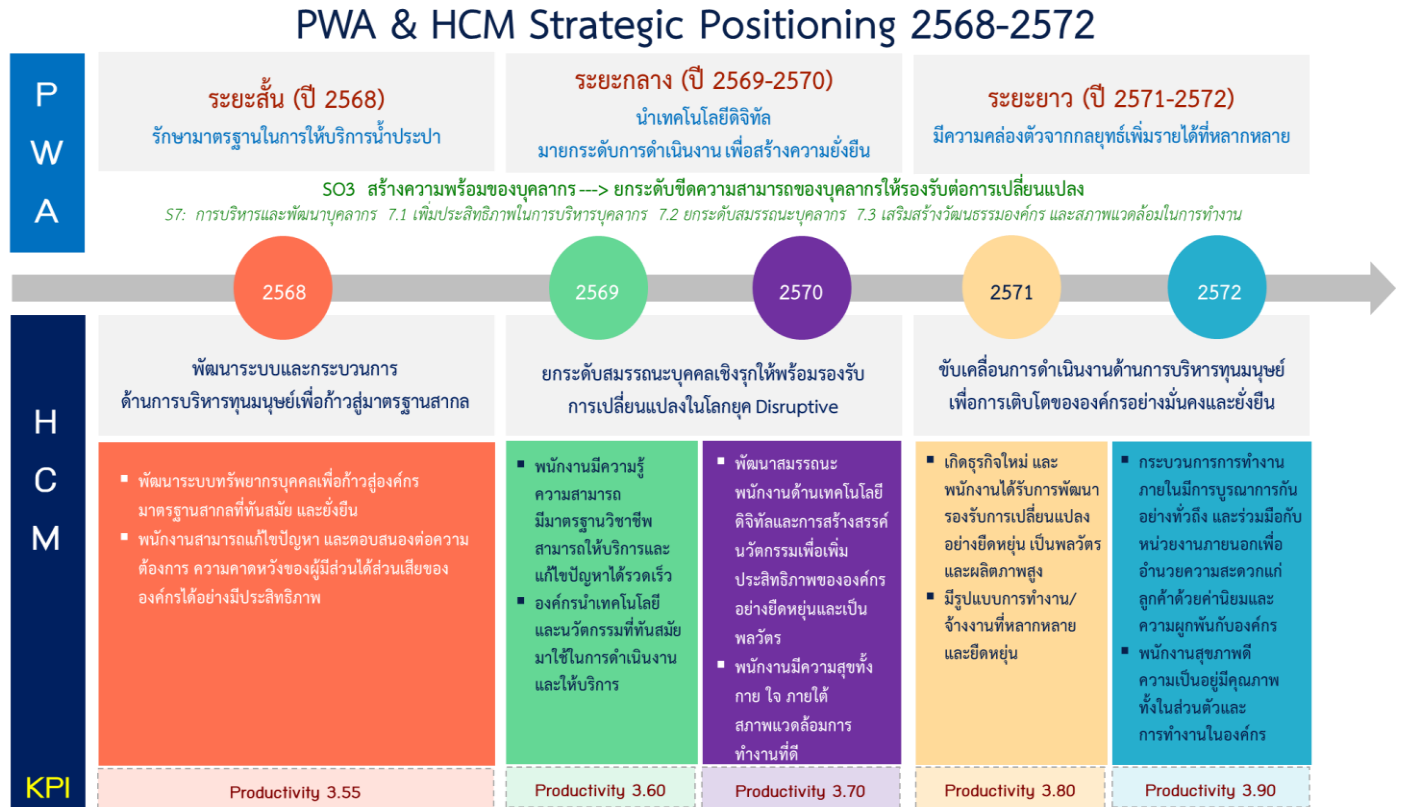 PWA & HCM Strategic Positioning 2568-2572
P
W
A
ระยะสั้น (ปี 2568)
รักษามาตรฐานในการให้บริการน้ำประปา
ระยะกลาง (ปี 2569-2570)
นำเทคโนโลยีดิจิทัล
มายกระดับการดำเนินงาน เพื่อสร้างความยั่งยืน
ระยะยาว (ปี 2571-2572)
มีความคล่องตัวจากกลยุทธ์เพิ่มรายได้ที่หลากหลาย
SO3 สร้างความพร้อมของบุคลากร ---> ยกระดับขีดความสามารถของบุคลากรให้รองรับต่อการเปลี่ยนแปลง
S7: การบริหารและพัฒนาบุคลากร 7.1 เพิ่มประสิทธิภาพในการบริหารบุคลากร 7.2 ยกระดับสมรรถนะบุคลากร 7.3 เสริมสร้างวัฒนธรรมองค์กร และสภาพแวดล้อมในการทำงาน
2568
2569
2570
2571
2572
H
C
M
พัฒนาระบบและกระบวนการ
ด้านการบริหารทุนมนุษย์เพื่อก้าวสู่มาตรฐานสากล
ยกระดับสมรรถนะบุคคลเชิงรุกให้พร้อมรองรับ
การเปลี่ยนแปลงในโลกยุค Disruptive
ขับเคลื่อนการดำเนินงานด้านการบริหารทุนมนุษย์
เพื่อการเติบโตขององค์กรอย่างมั่นคงและยั่งยืน
▪ พัฒนาระบบทรัพยากรบุคคลเพื่อก้าวสู่องค์กร
มาตรฐานสากลที่ทันสมัย และยั่งยืน
▪ พนักงานสามารถแก้ไขปัญหา และตอบสนองต่อความ
ต้องการ ความคาดหวังของผู้มีส่วนได้ส่วนเสียของ
องค์กรได้อย่างมีประสิทธิภาพ
▪ พนักงานมีความรู้
ความสามารถ
มีมาตรฐานวิชาชีพ
สามารถให้บริการและ
แก้ไขปัญหาได้รวดเร็ว
▪ องค์กรนำเทคโนโลยี
และนวัตกรรมที่ทันสมัย
มาใช้ในการดำเนินงาน
และให้บริการ
▪ พัฒนาสมรรถนะ
พนักงานด้านเทคโนโลยี
ดิจิทัลและการสร้างสรรค์
นวัตกรรมเพื่อเพิ่ม
ประสิทธิภาพขององค์กร
อย่างยืดหยุ่นและเป็น
พลวัตร
▪ พนักงานมีความสุขทั้ง
กาย ใจ ภายใต้
สภาพแวดล้อมการ
ทำงานที่ดี
▪ เกิดธุรกิจใหม่ และ
พนักงานได้รับการพัฒนา
รองรับการเปลี่ยนแปลง
อย่างยืดหยุ่น เป็นพลวัตร
และผลิตภาพสูง
▪ มีรูปแบบการทำงาน/
จ้างงานที่หลากหลาย
และยืดหยุ่น
▪ กระบวนการการทำงาน
ภายในมีการบูรณาการกัน
อย่างทั่วถึง และร่วมมือกับ
หน่วยงานภายนอกเพื่อ
อำนวยความสะดวกแก่
ลูกค้าด้วยค่านิยมและ
ความผูกพันกับองค์กร
▪ พนักงานสุขภาพดี
ความเป็นอยู่มีคุณภาพ
ทั้งในส่วนตัวและ
การทำงานในองค์กร
KPI
Productivity 3.55
Productivity 3.60
Productivity 3.70
Productivity 3.80
Productivity 3.90